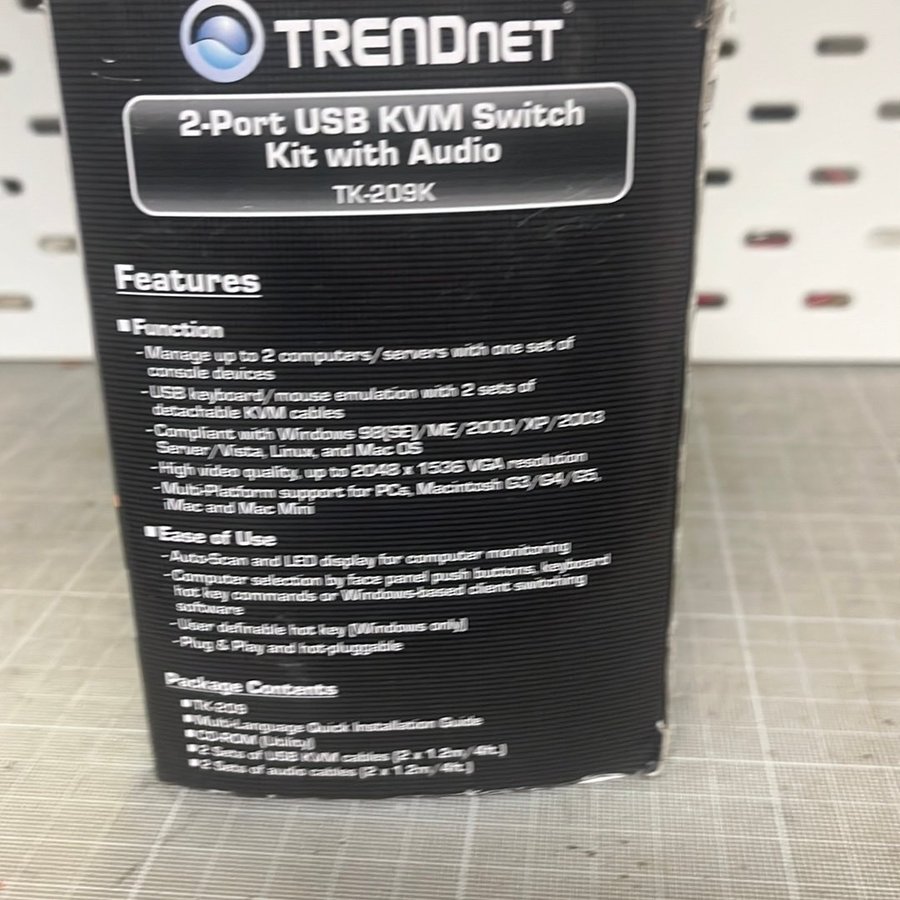 TRENDNET®
2-Port USB KVM Switch
Kit with Audio
TK-209K
Features
■Function
-Manage up to 2 computers/servers with one set of
console devices
-USB keyboard/mouse emulation with 2 sets of
detachable KVM cables
-Compliant with Windows 98(SE)/ME/2000/XP/2003
Server/Vista, Linux, and Mac OS
-High video quality, up to 2048 x 1536 VGA resolution
-Multi-Platform support for PCs, Macintosh G3/G4/G5,
iMac and Mac Mini
■Ease of Use
-Auto-Scan and LED display for computer monitoring
-Computer selection by face panel push buttons, keyboard
hot key commands or Windows-based client switching
software
-User definable hot key (Windows only)
-Plug & Play and hot-pluggable
Package Contents
■TK-209
■Multi-Language Quick Installation Guide
■CD-ROM (Utility)
■2 Sets of USB KVM cables (2 x 1.2m/4ft.)
■2 Sets of audio cables (2 x 1.2m/4ft.)